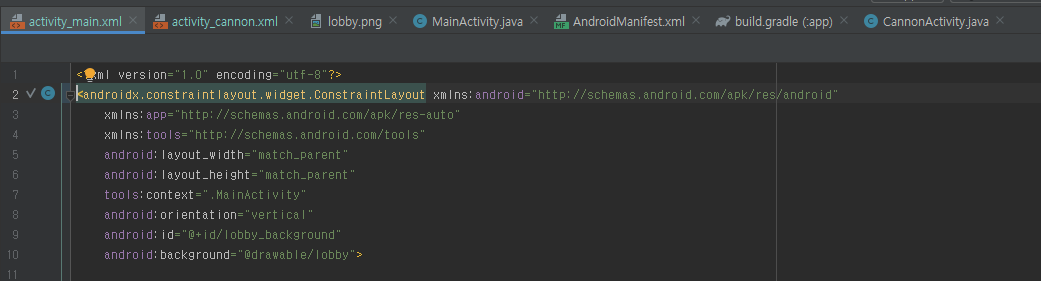 activity_main.xml × activity_cannon.xml × lobby.png × MainActivity.java × AndroidManifest.xml × build.gradle (:app) × CannonActivity.java ×
1 < xml version="1.0" encoding="utf-8"?>
2 <androidx.constraintlayout.widget.ConstraintLayout xmlns:android="http://schemas.android.com/apk/res/android"
3 xmlns:app="http://schemas.android.com/apk/res-auto"
4 xmlns:tools="http://schemas.android.com/tools"
5 android:layout_width="match_parent"
6 android:layout_height="match_parent"
7 tools:context=".MainActivity"
8 android:orientation="vertical"
9 android:id="@+id/lobby_background"
10 android:background="@drawable/lobby">
11